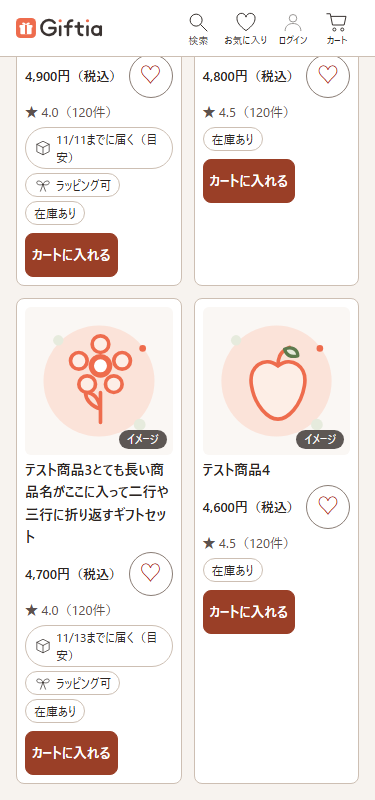 Giftia
検索
お気に入り
ログイン
カート
4,900円（税込）
★ 4.0（120件）
11/11までに届く（目
安）
ラッピング可
在庫あり
カートに入れる
4,800円（税込）
★ 4.5（120件）
在庫あり
カートに入れる
イメージ
テスト商品3とても長い商
品名がここに入って二行や
三行に折り返すギフトセッ
ト
4,700円（税込）
★ 4.0（120件）
11/13までに届く（目
安）
ラッピング可
在庫あり
カートに入れる
イメージ
テスト商品4
4,600円（税込）
★ 4.5（120件）
在庫あり
カートに入れる